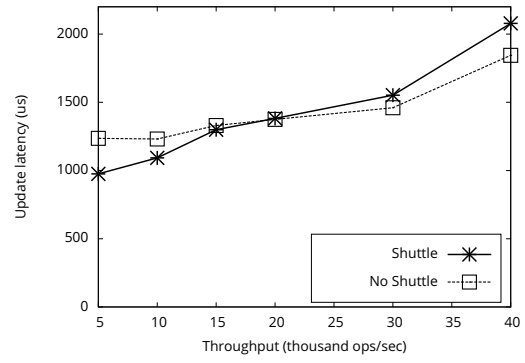 2000
1500
1000
500
0
Update latency (us)
Shuttle
No Shuttle
5 10 15 20 25 30 35 40
Throughput (thousand ops/sec)